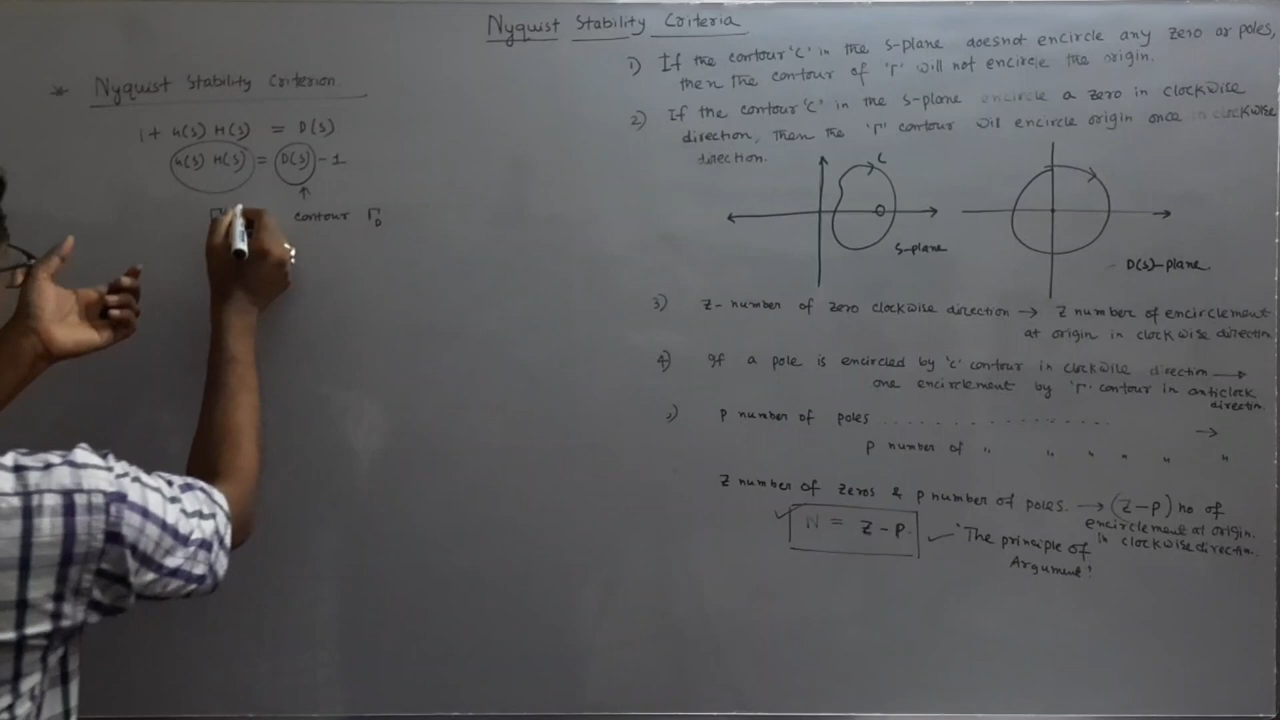 Nyquist Stability Criteria
* Nyquist Stability Criterion
1 + G(s) H(s) = D(s)
G(s) H(s) = D(s) - 1
↑
contour ΓD
1) If the contour 'C' in the s-plane doesnot encircle any zero or poles,
then the contour of 'Γ' will not encircle the origin.
2) If the contour 'C' in the s-plane encircle a zero in clockwise
direction, then the 'Γ' contour will encircle origin once in clockwise
direction.
C
s-plane
D(s)-plane.
3) Z- number of zero clockwise direction → Z number of encirclement
at origin in clockwise direction
4) If a pole is encircled by 'C' contour in clockwise direction →
one encirclement by 'Γ' contour in anticlock
directin.
5) P number of poles . . . . . . . . . . . . . . →
P number of " " " " " "
Z number of zeros & P number of poles. → (Z-P) no of
encirclement at origin.
in clockwise directin.
✓ N = Z - P. ✓ 'The principle of
Argument'